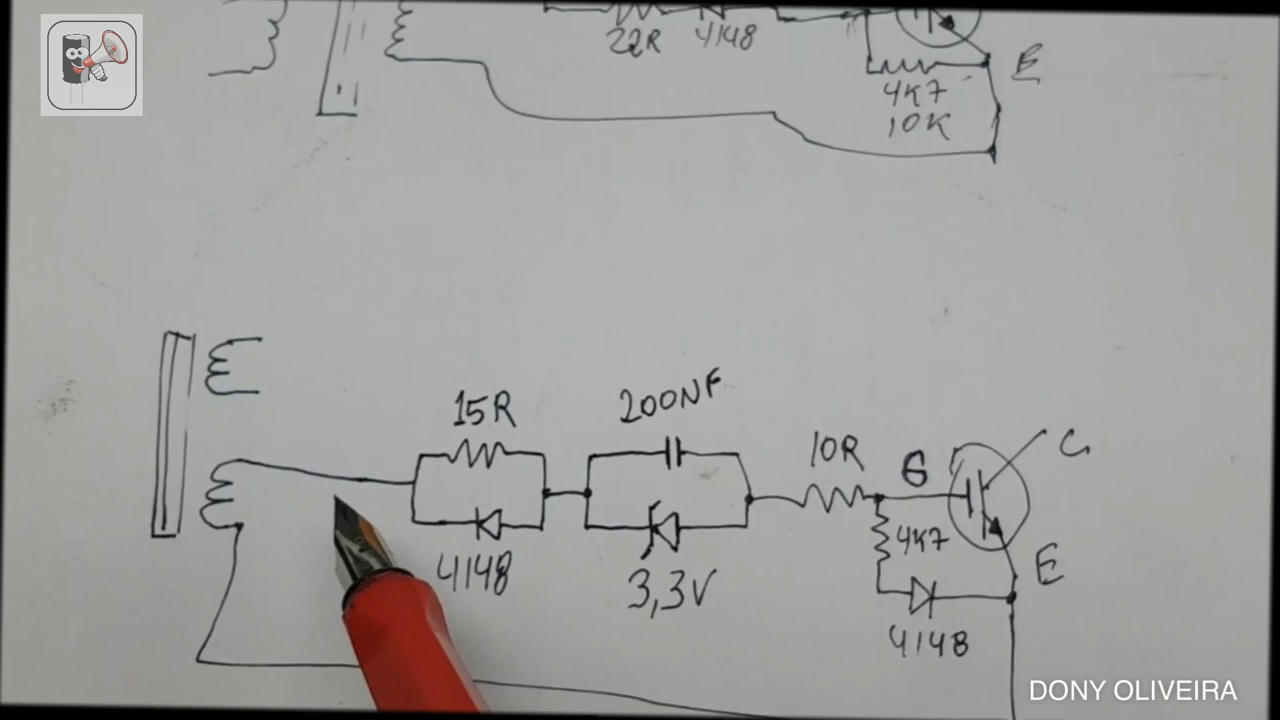 22R 4148
E
4K7
10K
15R
200NF
10R
G
C
4K7
E
4148
3,3V
4148
DONY OLIVEIRA